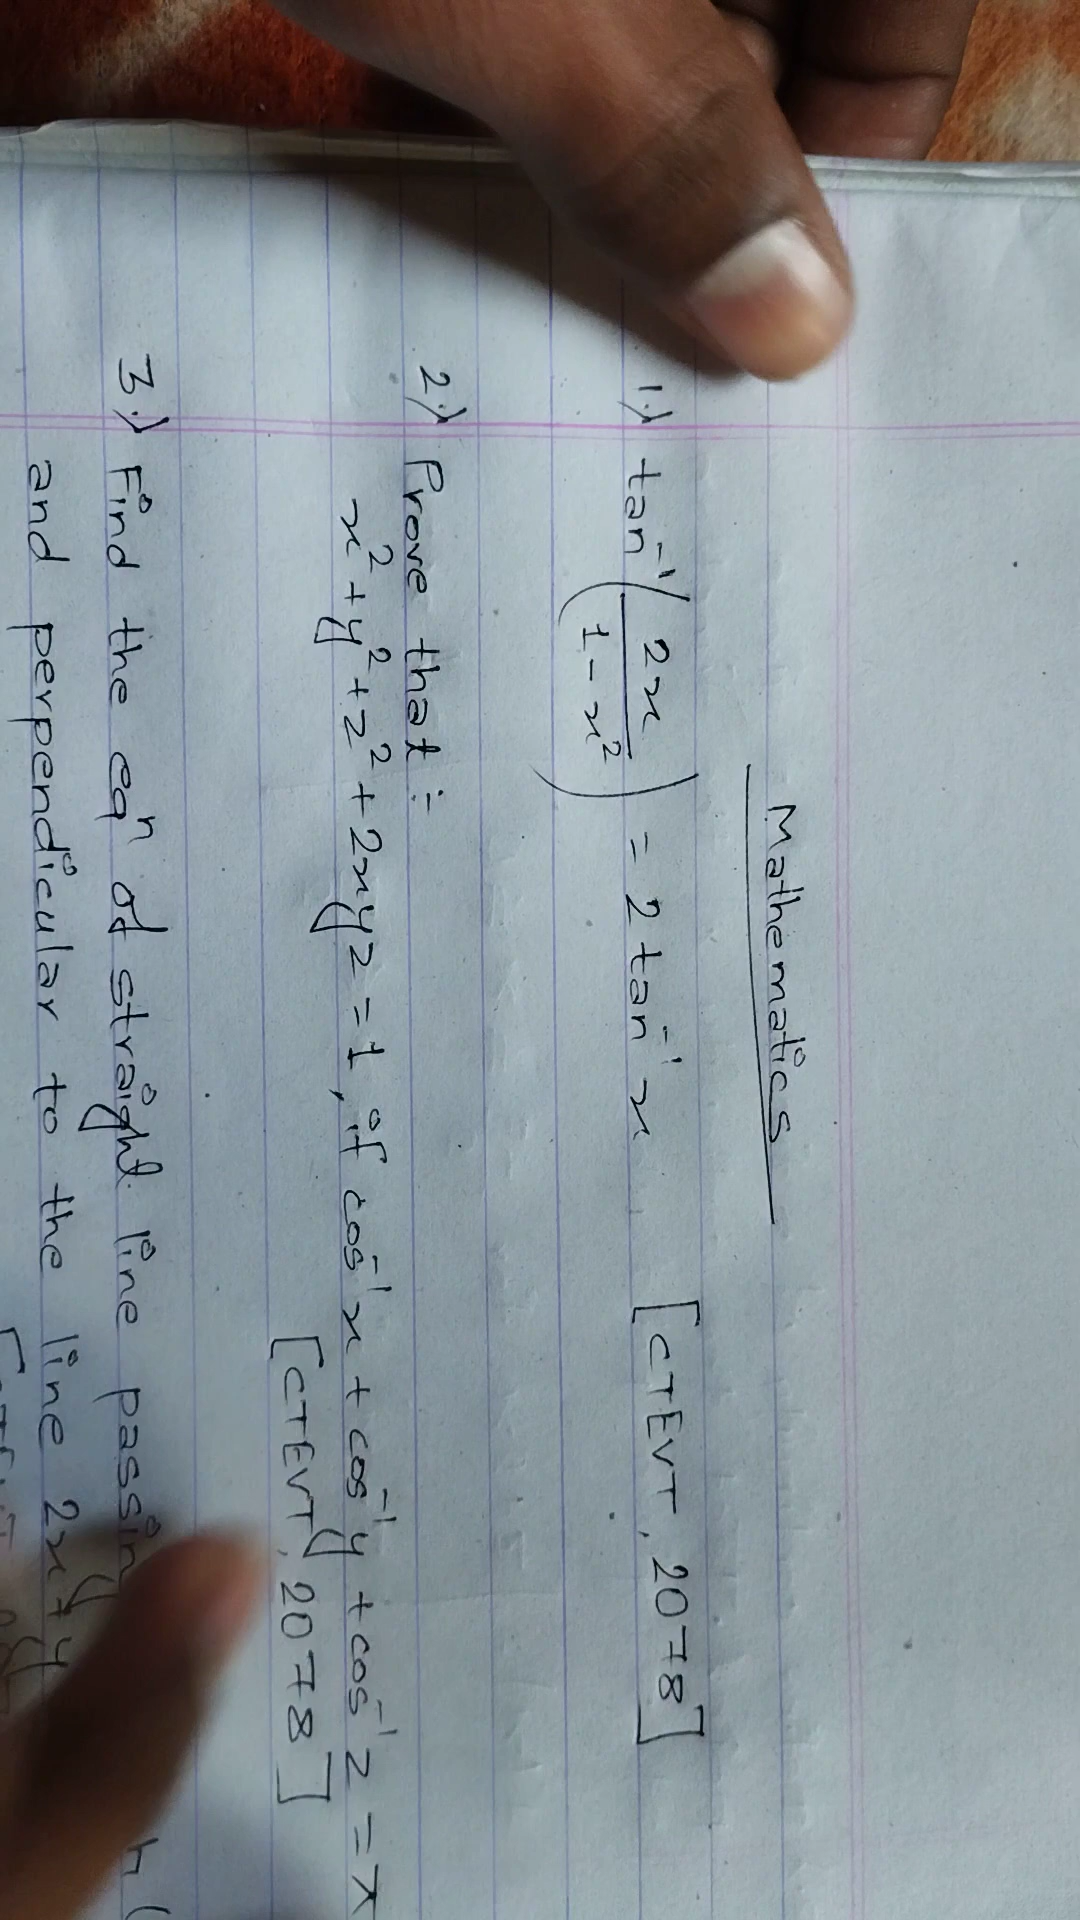 Mathematics
1.) tan⁻¹(2x/1-x²) = 2 tan⁻¹ x [CTEVT, 2078]
2.) Prove that :
x² + y² + z² + 2xyz = 1, if cos⁻¹x + cos⁻¹y + cos⁻¹z = π
[CTEVT, 2078]
3.) Find the eqⁿ of straight line passing h (
and perpendicular to the line 2x+y